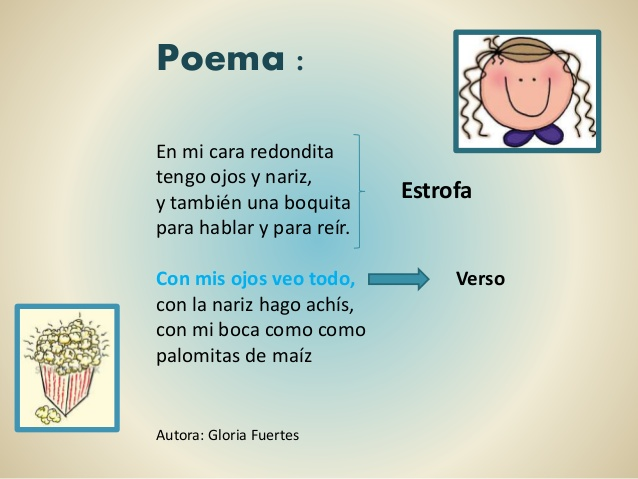 Poema :
En mi cara redondita
tengo ojos y nariz,
y también una boquita
para hablar y para reír.
Estrofa
Con mis ojos veo todo,
Verso
con la nariz hago achís,
con mi boca como como
palomitas de maíz
Autora: Gloria Fuertes